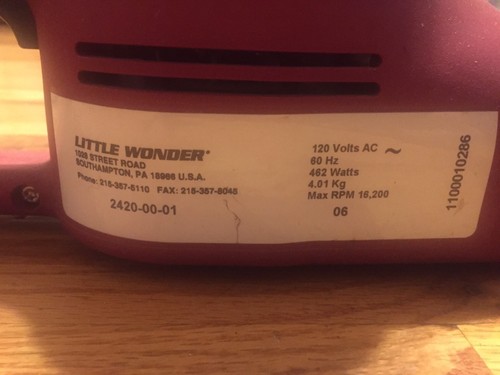 LITTLE WONDER®
1028 STREET ROAD
SOUTHAMPTON, PA 18966 U.S.A.
Phone: 215-357-5110 FAX: 215-357-8045
2420-00-01
120 Volts AC ~
60 Hz
462 Watts
4.01 Kg
Max RPM 16,200
06
1100010286